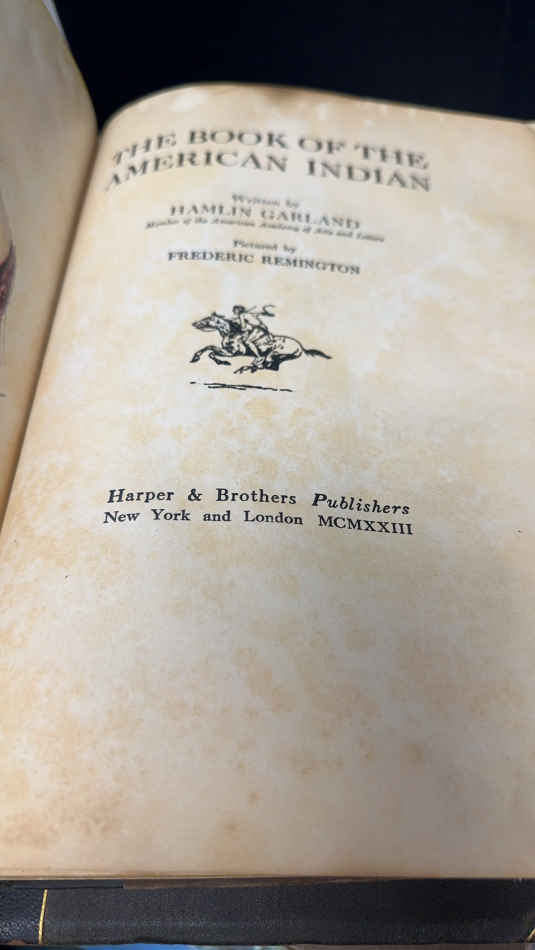 THE BOOK OF THE
AMERICAN INDIAN
Written by
HAMLIN GARLAND
Member of the American Academy of Arts and Letters
Pictured by
FREDERIC REMINGTON
Harper & Brothers Publishers
New York and London MCMXXIII